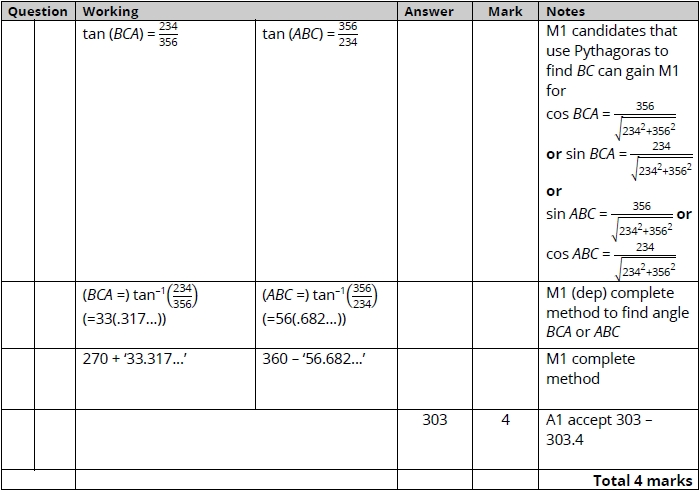 Question Working Answer Mark Notes
tan (BCA) = 234/356
tan (ABC) = 356/234
M1 candidates that
use Pythagoras to
find BC can gain M1
for
cos BCA = 356/√(234²+356²)
or sin BCA = 234/√(234²+356²)
or
sin ABC = 356/√(234²+356²) or
cos ABC = 234/√(234²+356²)
(BCA =) tan⁻¹(234/356)
(=33(.317...))
(ABC =) tan⁻¹(356/234)
(=56(.682...))
M1 (dep) complete
method to find angle
BCA or ABC
270 + ‘33.317...’
360 – ‘56.682...’
M1 complete
method
303
4
A1 accept 303 –
303.4
Total 4 marks